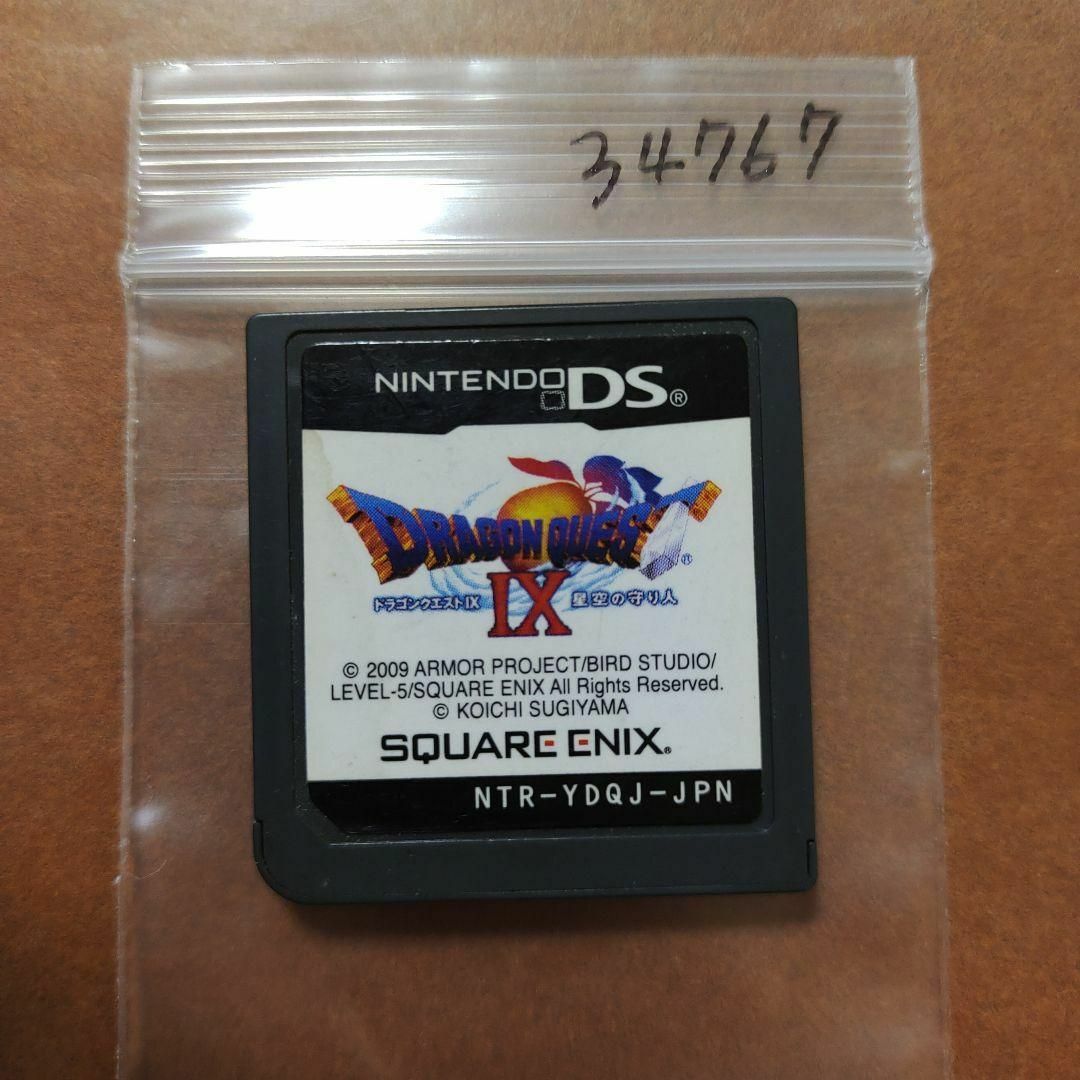 34767
NINTENDO DS®
DRAGON QUEST®
IX
ドラゴンクエストIX 星空の守り人
© 2009 ARMOR PROJECT/BIRD STUDIO/
LEVEL-5/SQUARE ENIX All Rights Reserved.
© KOICHI SUGIYAMA
SQUARE ENIX®
NTR-YDQJ-JPN